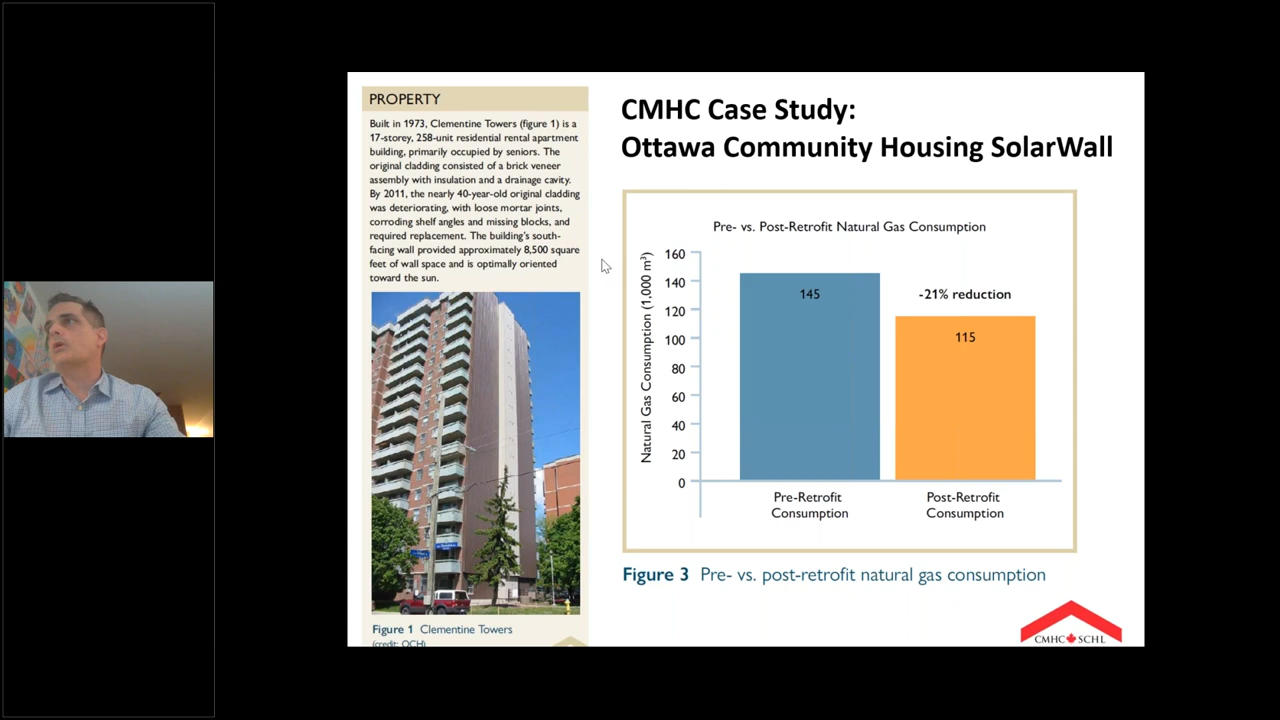 PROPERTY
Built in 1973, Clementine Towers (figure 1) is a
17-storey, 258-unit residential rental apartment
building, primarily occupied by seniors. The
original cladding consisted of a brick veneer
assembly with insulation and a drainage cavity.
By 2011, the nearly 40-year-old original cladding
was deteriorating, with loose mortar joints,
corroding shelf angles and missing blocks, and
required replacement. The building's south-
facing wall provided approximately 8,500 square
feet of wall space and is optimally oriented
toward the sun.
Figure 1 Clementine Towers
(credit: OCH)
CMHC Case Study:
Ottawa Community Housing SolarWall
Pre- vs. Post-Retrofit Natural Gas Consumption
Natural Gas Consumption (1,000 m³)
160
140
120
100
80
60
40
20
0
145
-21% reduction
115
Pre-Retrofit
Consumption
Post-Retrofit
Consumption
Figure 3 Pre- vs. post-retrofit natural gas consumption
CMHC SCHL